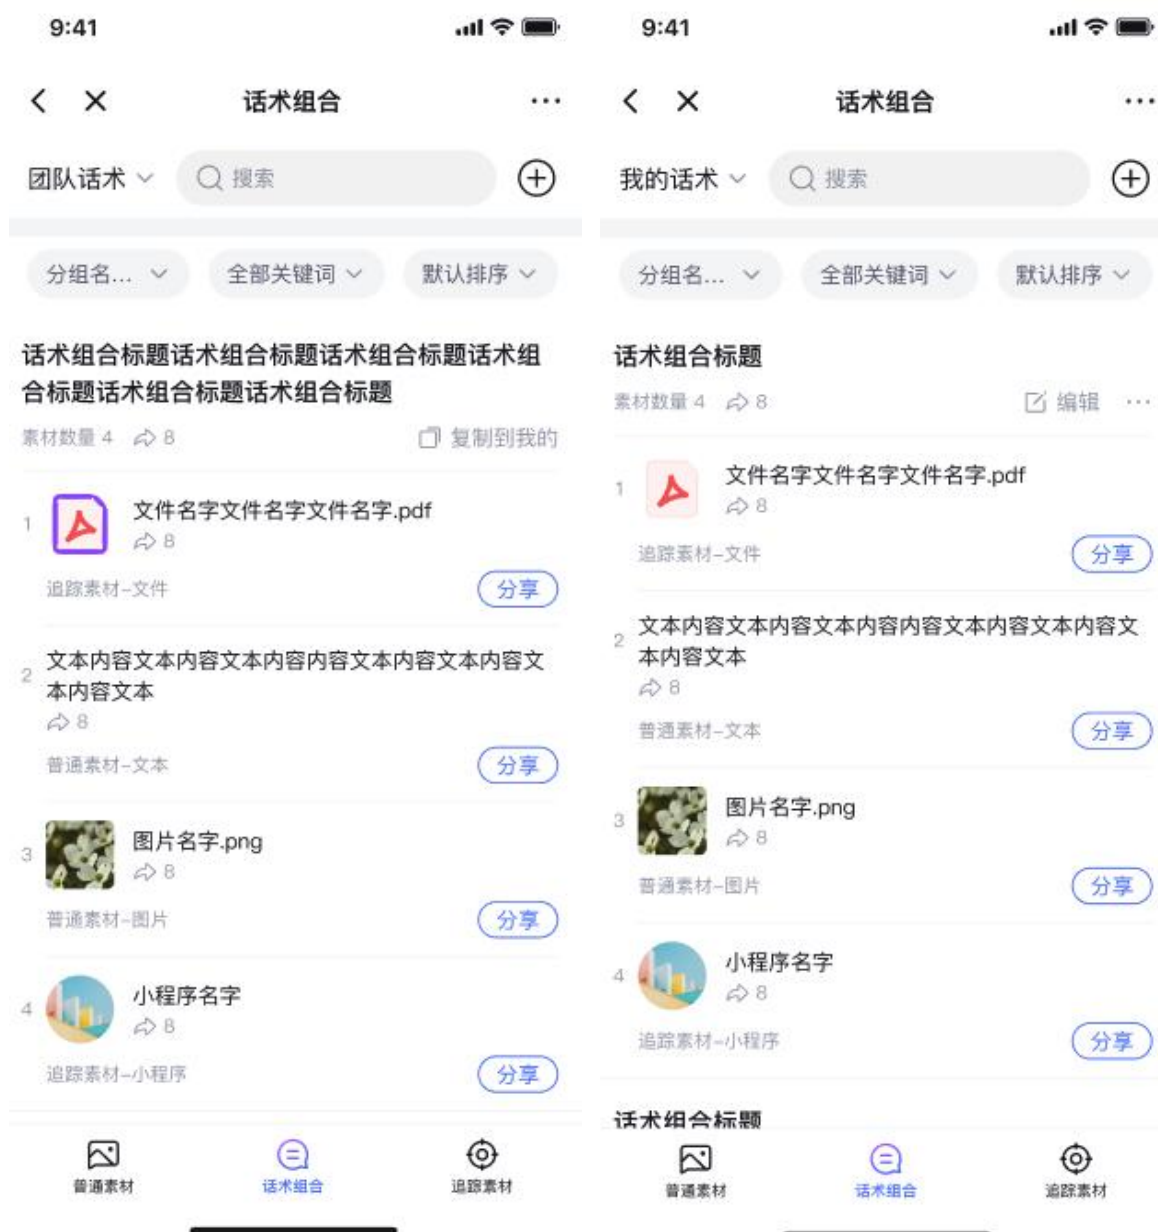 9:41
话术组合
团队话术
搜索
分组名...
全部关键词
默认排序
话术组合标题话术组合标题话术组合标题话术组
合标题话术组合标题话术组合标题
素材数量 4
8
复制到我的
1
文件名字文件名字文件名字.pdf
8
追踪素材-文件
分享
2
文本内容文本内容文本内容内容文本内容文本内容文
本内容文本
8
普通素材-文本
分享
3
图片名字.png
8
普通素材-图片
分享
4
小程序名字
8
追踪素材-小程序
分享
普通素材
话术组合
追踪素材
9:41
话术组合
我的话术
搜索
分组名...
全部关键词
默认排序
话术组合标题
素材数量 4
8
编辑
1
文件名字文件名字文件名字.pdf
8
追踪素材-文件
分享
2
文本内容文本内容文本内容内容文本内容文本内容文
本内容文本
8
普通素材-文本
分享
3
图片名字.png
8
普通素材-图片
分享
4
小程序名字
8
追踪素材-小程序
分享
话术组合标题
普通素材
话术组合
追踪素材